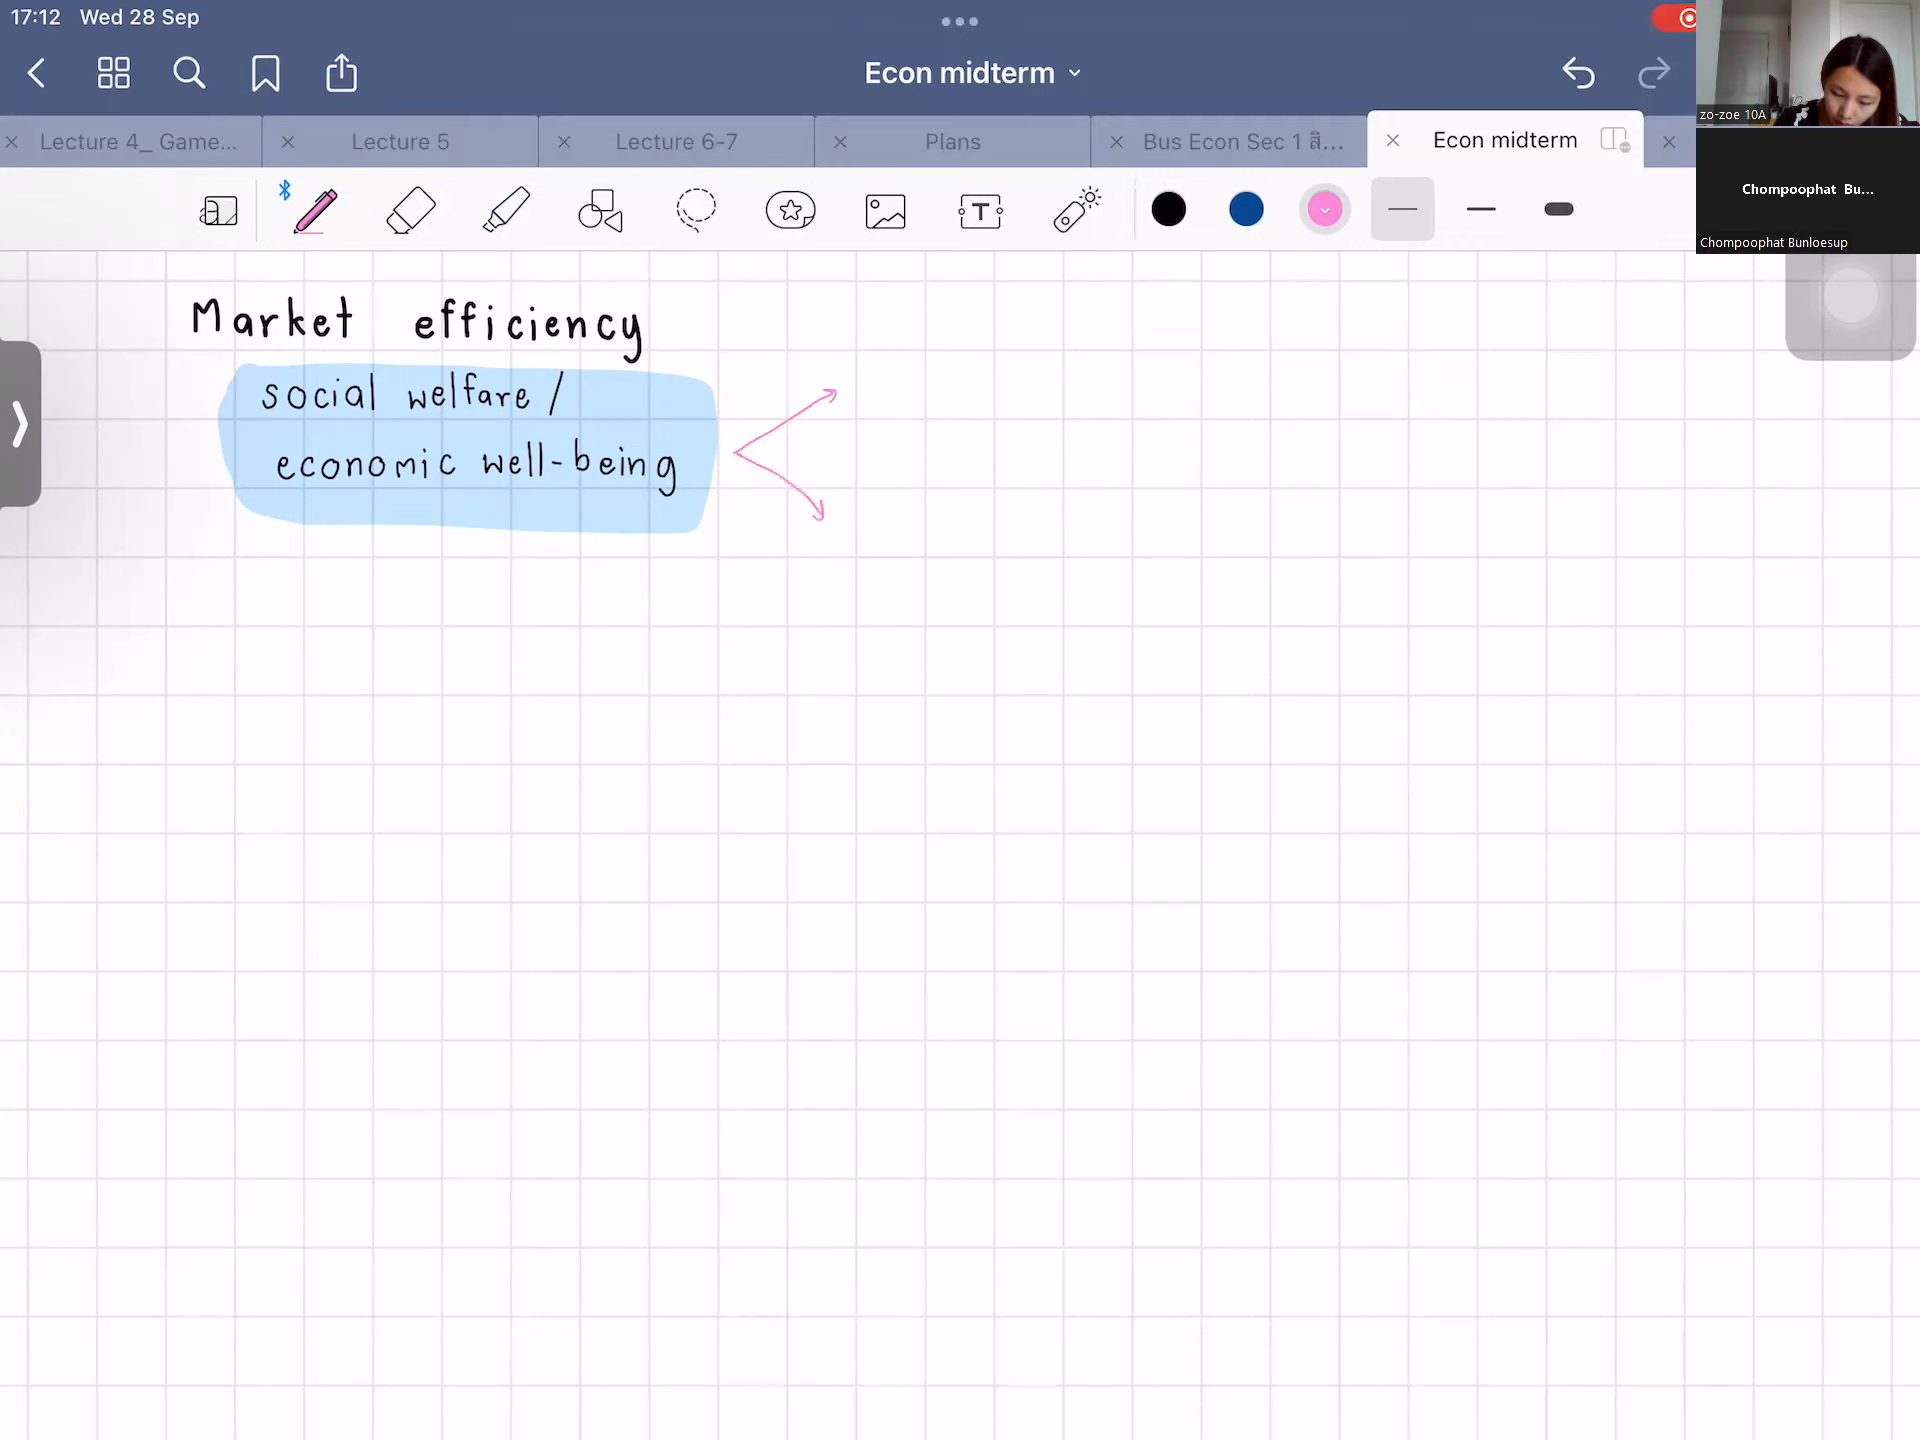 17:12 Wed 28 Sep
Econ midterm
Lecture 4_ Game...
Lecture 5
Lecture 6-7
Plans
Bus Econ Sec 1 สิ...
Econ midterm
zo-zoe 10A
Chompoophat Bu...
Chompoophat Bunloesup
Market efficiency
social welfare /
economic well-being